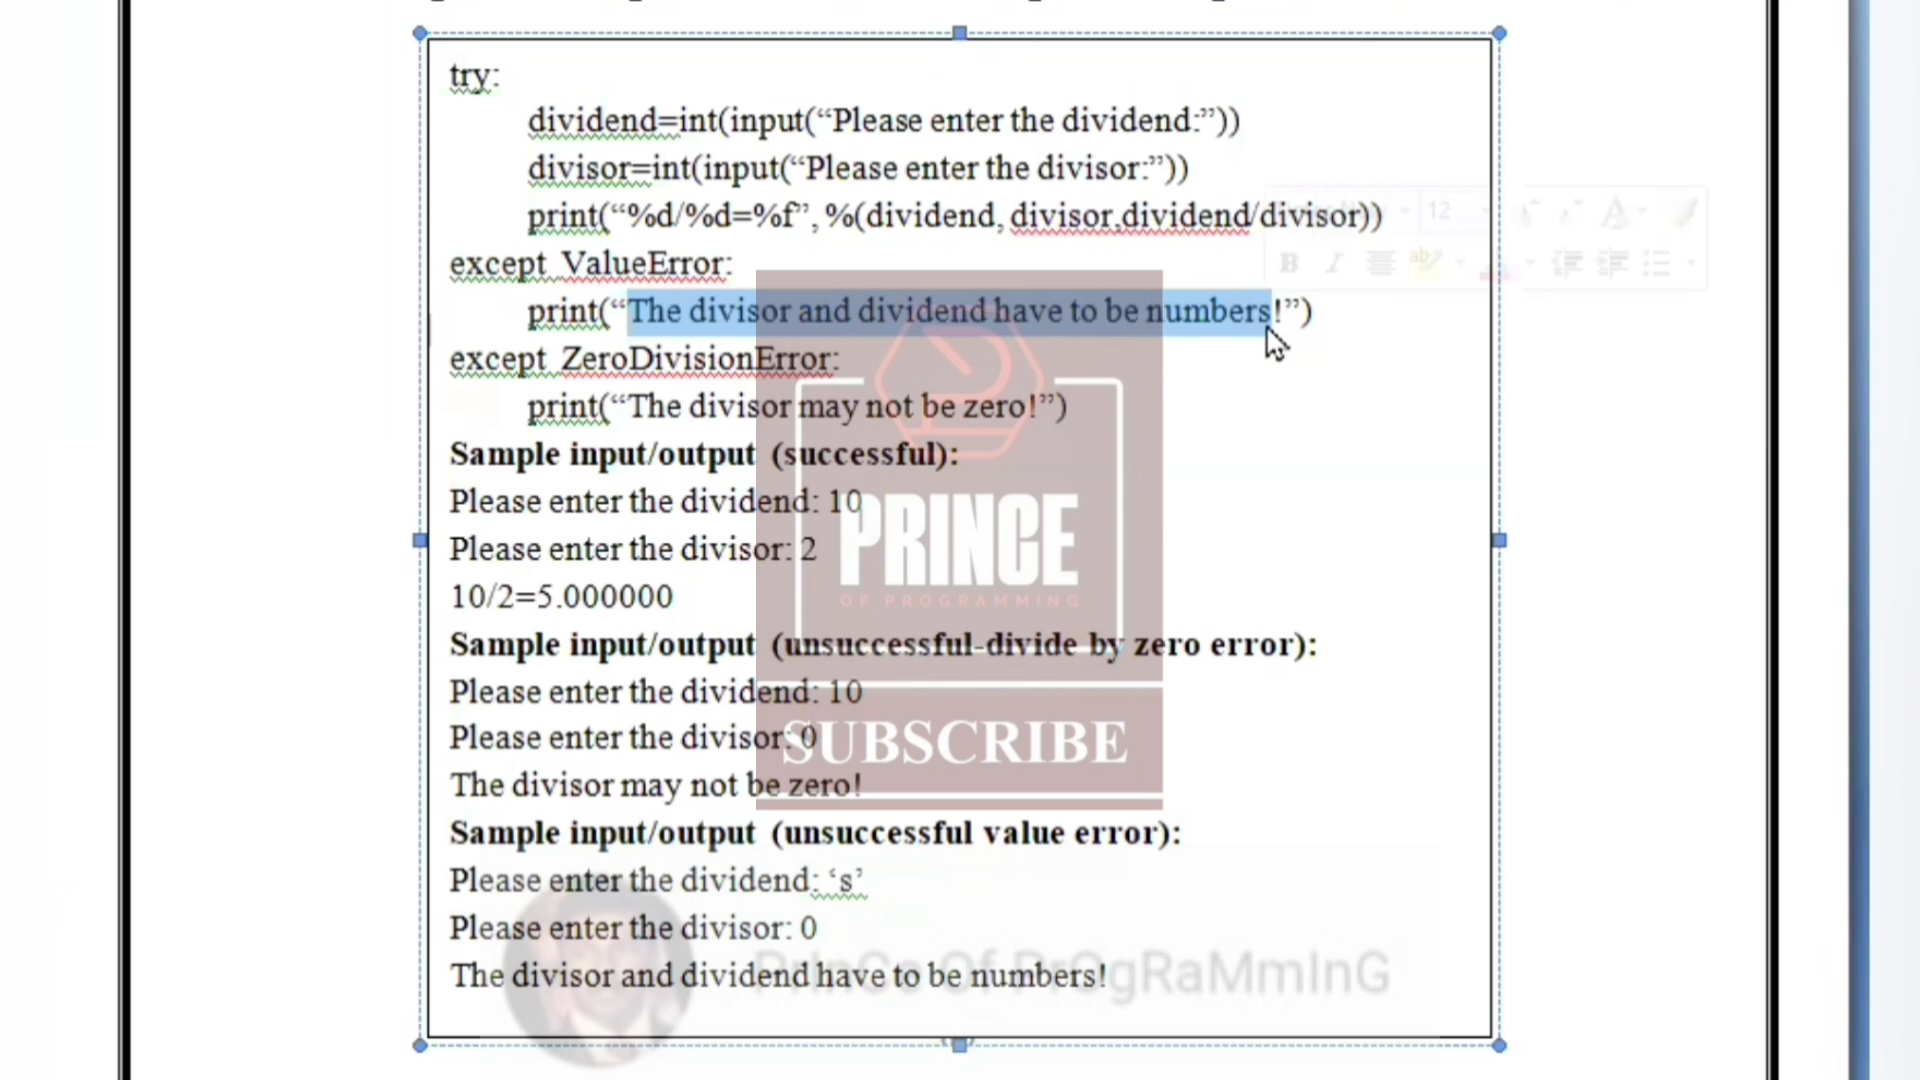 try:
dividend=int(input(“Please enter the dividend:”))
divisor=int(input(“Please enter the divisor:”))
print(“%d/%d=%f”, %(dividend, divisor,dividend/divisor))
12
except ValueError:
B I
print(“The divisor and dividend have to be numbers!”)
except ZeroDivisionError:
print(“The divisor may not be zero!”)
Sample input/output (successful):
Please enter the dividend: 10
PRINCE
OF PROGRAMMING
Please enter the divisor: 2
10/2=5.000000
Sample input/output (unsuccessful-divide by zero error):
Please enter the dividend: 10
Please enter the divisor: 0
SUBSCRIBE
The divisor may not be zero!
Sample input/output (unsuccessful value error):
Please enter the dividend: ‘s’
Please enter the divisor: 0
The divisor and dividend have to be numbers!
PrInCe Of PrOgRaMmInG